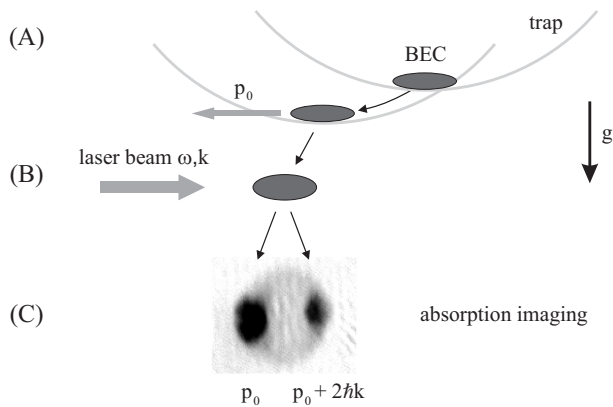 (A)
trap
BEC
p₀
g
laser beam ω,k
(B)
(C)
absorption imaging
p₀ p₀ + 2ℏk